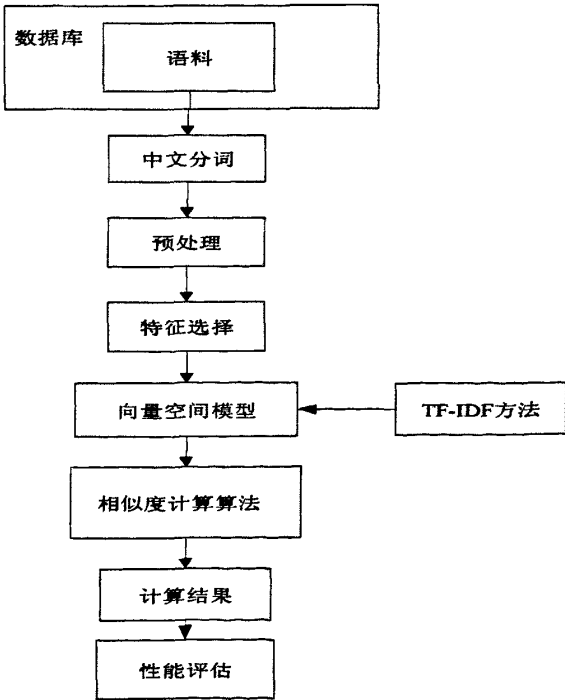 数据库
语料
中文分词
预处理
特征选择
向量空间模型
TF-IDF方法
相似度计算算法
计算结果
性能评估